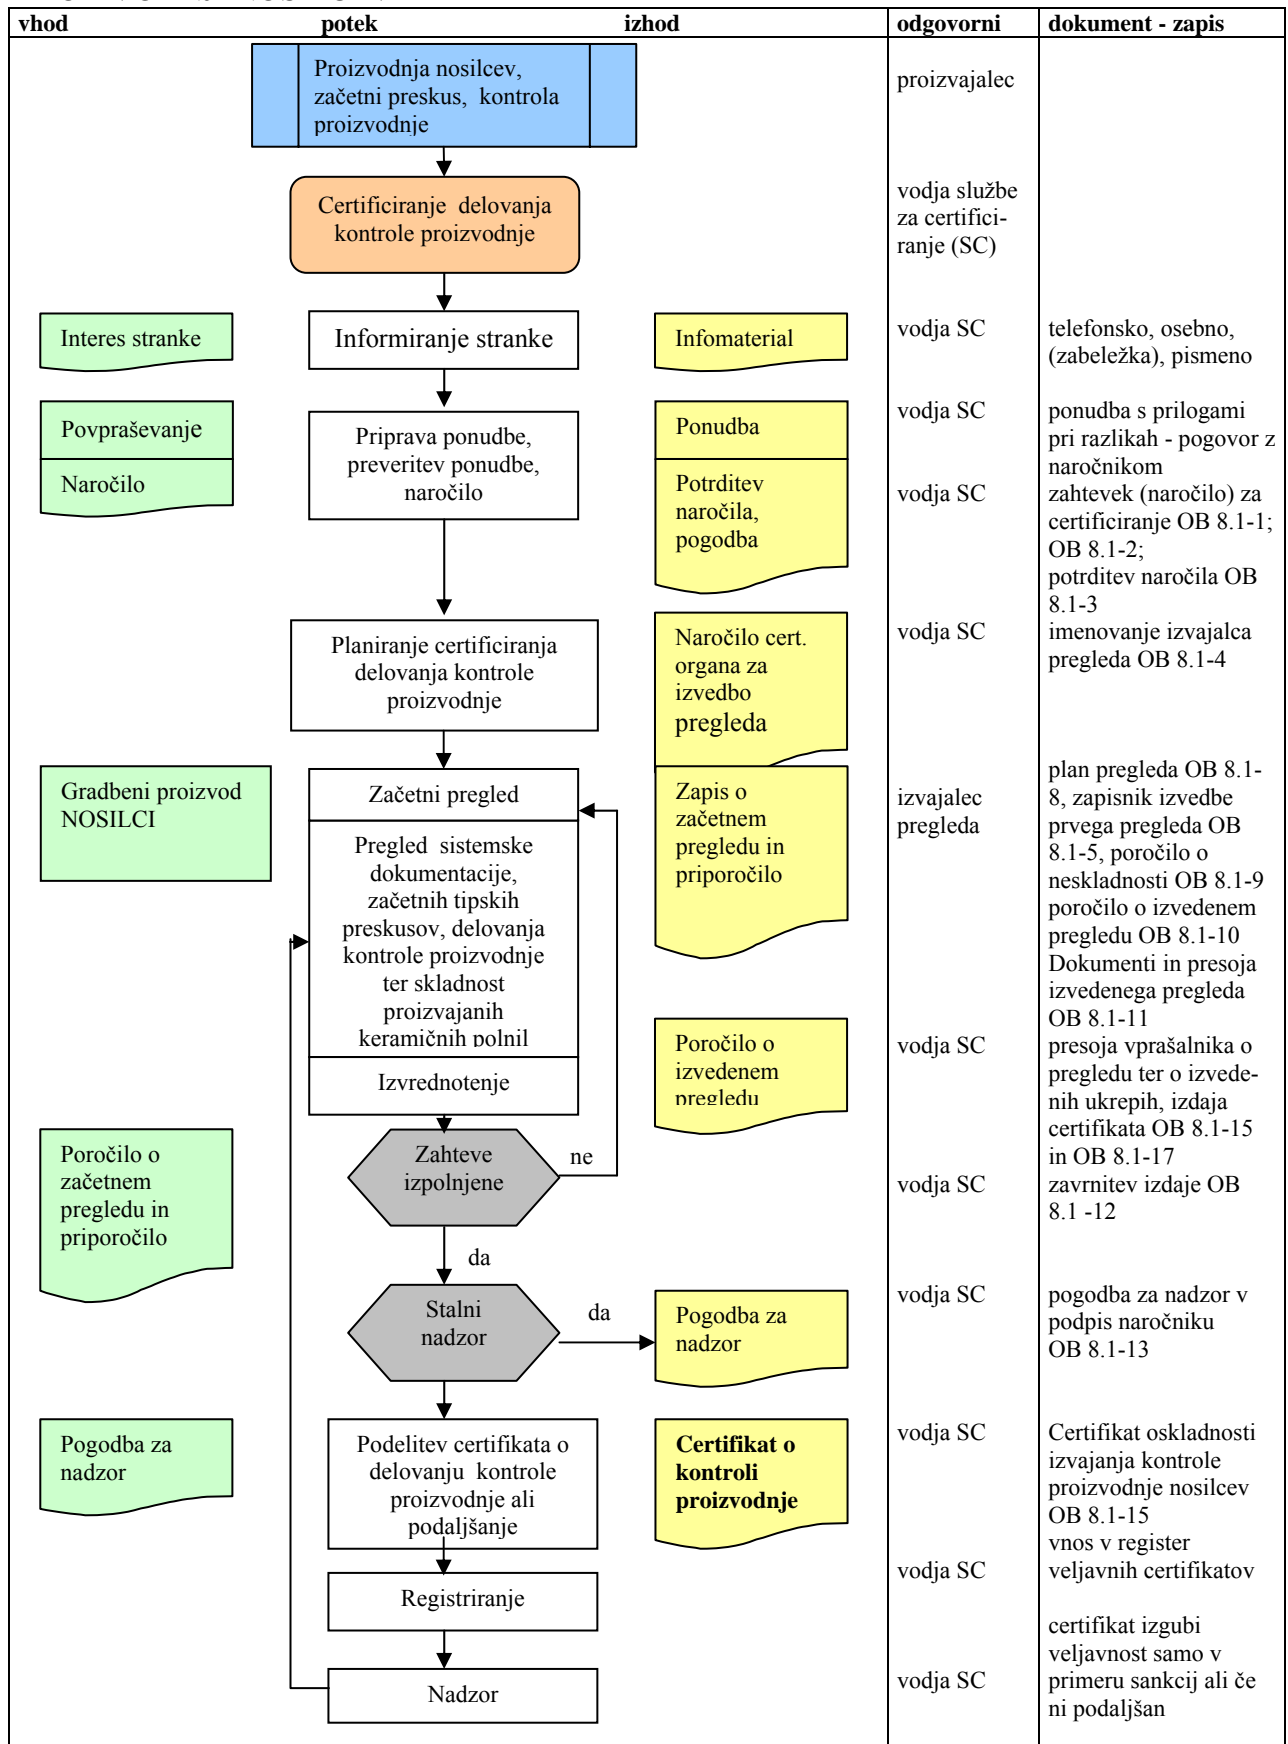 vhod potek izhod odgovorni dokument - zapis
Proizvodnja nosilcev,
začetni preskus, kontrola
proizvodnje
proizvajalec
Certificiranje delovanja
kontrole proizvodnje
vodja službe
za certifici-
ranje (SC)
Interes stranke
Informiranje stranke
Infomaterial
vodja SC
telefonsko, osebno,
(zabeležka), pismeno
Povpraševanje
Naročilo
Priprava ponudbe,
preveritev ponudbe,
naročilo
Ponudba
Potrditev
naročila,
pogodba
vodja SC
vodja SC
ponudba s prilogami
pri razlikah - pogovor z
naročnikom
zahtevek (naročilo) za
certificiranje OB 8.1-1;
OB 8.1-2;
potrditev naročila OB
8.1-3
Planiranje certificiranja
delovanja kontrole
proizvodnje
Naročilo cert.
organa za
izvedbo
pregleda
vodja SC
imenovanje izvajalca
pregleda OB 8.1-4
Gradbeni proizvod
NOSILCI
Začetni pregled
Pregled sistemske
dokumentacije,
začetnih tipskih
preskusov, delovanja
kontrole proizvodnje
ter skladnost
proizvajanih
keramičnih polnil
Izvrednotenje
Zapis o
začetnem
pregledu in
priporočilo
izvajalec
pregleda
plan pregleda OB 8.1-
8, zapisnik izvedbe
prvega pregleda OB
8.1-5, poročilo o
neskladnosti OB 8.1-9
poročilo o izvedenem
pregledu OB 8.1-10
Dokumenti in presoja
izvedenega pregleda
OB 8.1-11
Poročilo o
izvedenem
pregledu
vodja SC
presoja vprašalnika o
pregledu ter o izvede-
nih ukrepih, izdaja
certifikata OB 8.1-15
in OB 8.1-17
Poročilo o
začetnem
pregledu in
priporočilo
Zahteve
izpolnjene
ne
da
vodja SC
zavrnitev izdaje OB
8.1 -12
Stalni
nadzor
da
Pogodba za
nadzor
vodja SC
pogodba za nadzor v
podpis naročniku
OB 8.1-13
Pogodba za
nadzor
Podelitev certifikata o
delovanju kontrole
proizvodnje ali
podaljšanje
Certifikat o
kontroli
proizvodnje
vodja SC
Certifikat oskladnosti
izvajanja kontrole
proizvodnje nosilcev
OB 8.1-15
vnos v register
veljavnih certifikatov
Registriranje
vodja SC
Nadzor
vodja SC
certifikat izgubi
veljavnost samo v
primeru sankcij ali če
ni podaljšan